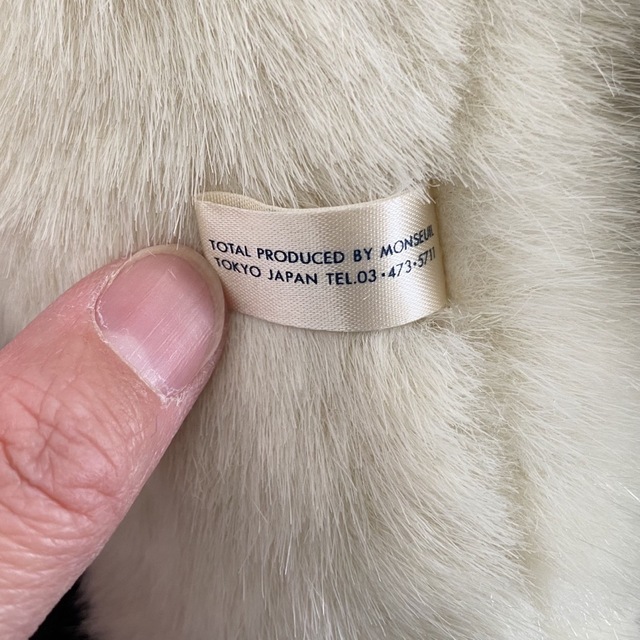 TOTAL PRODUCED BY MONSEUIL
TOKYO JAPAN TEL.03・473・5711